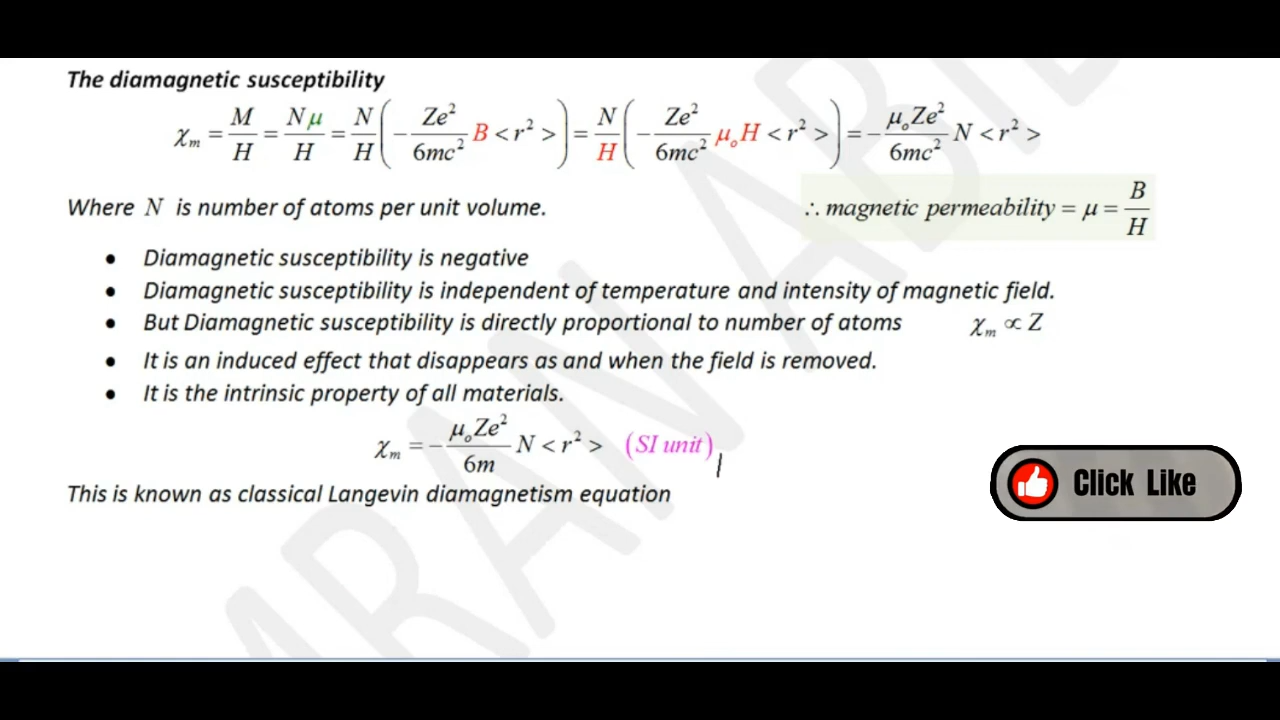 The diamagnetic susceptibility
χₘ = M/H = Nμ/H = N/H (− Ze²/6mc² B < r² >) = N/H (− Ze²/6mc² μₒH < r² >) = − μₒZe²/6mc² N < r² >
Where N is number of atoms per unit volume. ∴ magnetic permeability = μ = B/H
• Diamagnetic susceptibility is negative
• Diamagnetic susceptibility is independent of temperature and intensity of magnetic field.
• But Diamagnetic susceptibility is directly proportional to number of atoms χₘ ∝ Z
• It is an induced effect that disappears as and when the field is removed.
• It is the intrinsic property of all materials.
χₘ = − μₒZe²/6m N < r² > (SI unit)
Click Like
This is known as classical Langevin diamagnetism equation